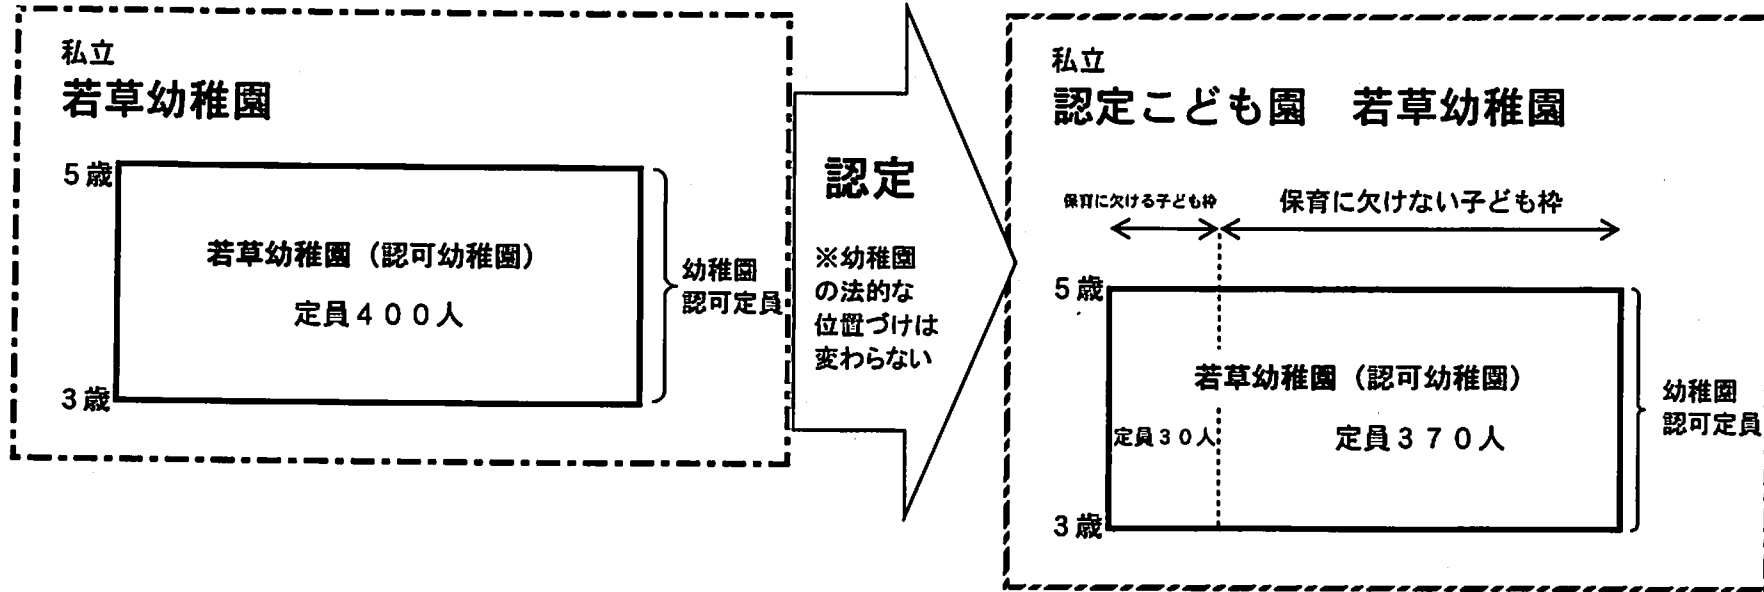 私立
若草幼稚園
5歳
若草幼稚園（認可幼稚園）
定員４００人
3歳
幼稚園
認可定員
認定
※幼稚園
の法的な
位置づけは
変わらない
私立
認定こども園　若草幼稚園
保育に欠ける子ども枠
保育に欠けない子ども枠
5歳
若草幼稚園（認可幼稚園）
定員３０人
定員３７０人
3歳
幼稚園
認可定員